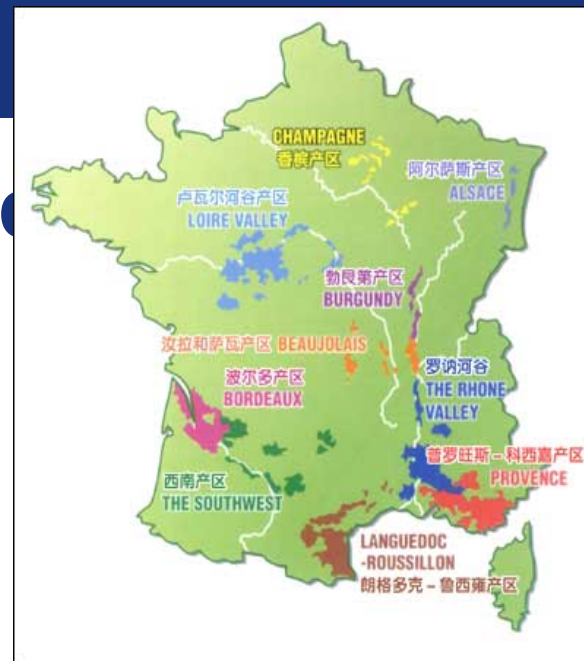 CHAMPAGNE
香槟产区
阿尔萨斯产区
ALSACE
卢瓦尔河谷产区
LOIRE VALLEY
勃艮第产区
BURGUNDY
汝拉和萨瓦产区 BEAUJOLAIS
罗讷河谷
THE RHONE
VALLEY
波尔多产区
BORDEAUX
普罗旺斯－科西嘉产区
PROVENCE
西南产区
THE SOUTHWEST
LANGUEDOC
-ROUSSILLON
朗格多克－鲁西雍产区